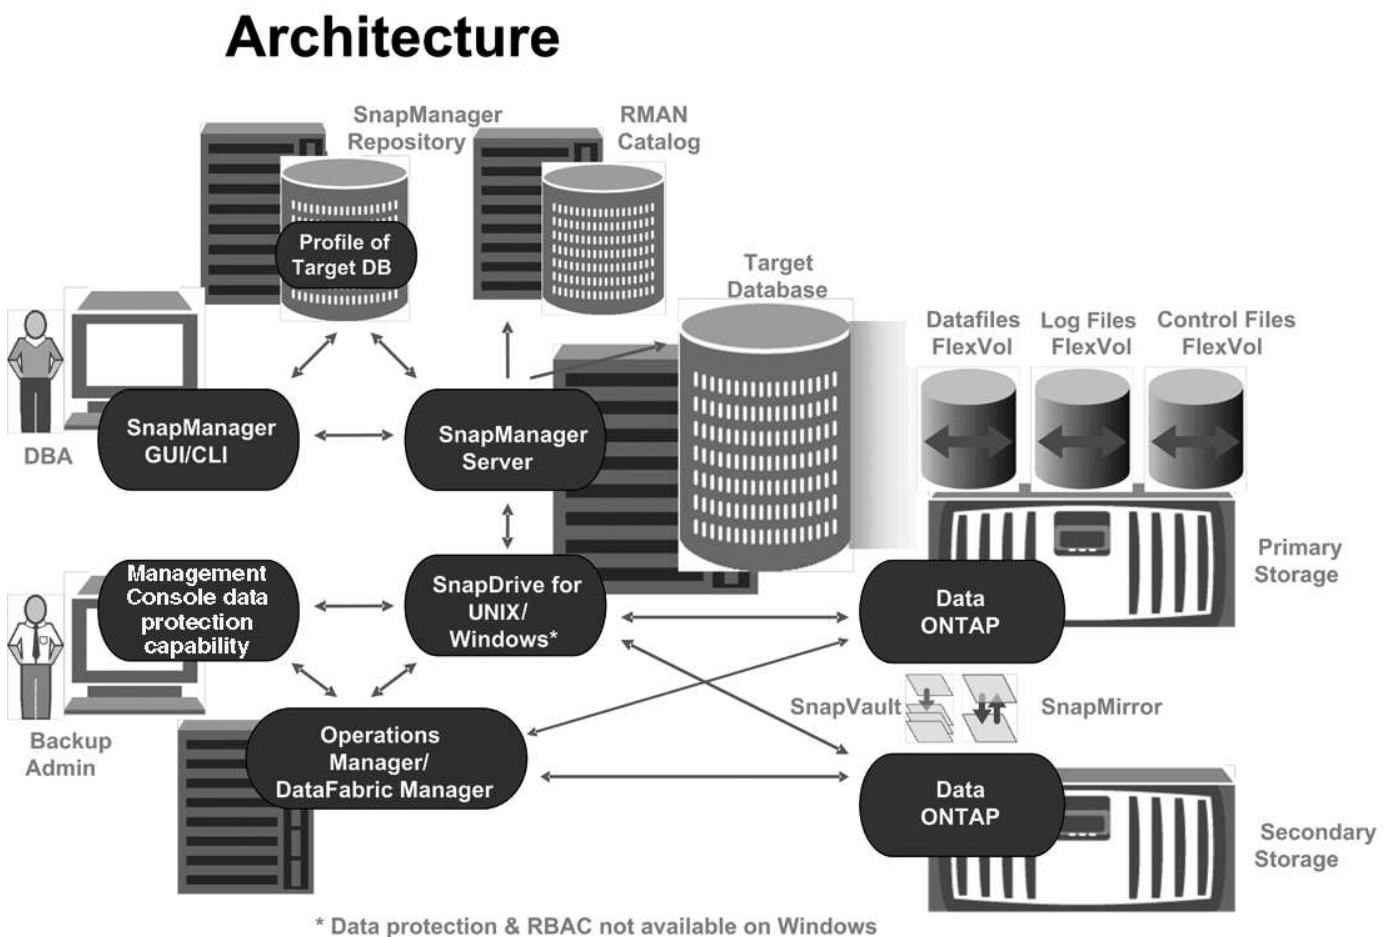 Architecture
SnapManager
Repository
RMAN
Catalog
Profile of
Target DB
Target
Database
Datafiles
FlexVol
Log Files
FlexVol
Control Files
FlexVol
DBA
SnapManager
GUI/CLI
SnapManager
Server
Primary
Storage
Management
Console data
protection
capability
SnapDrive for
UNIX/
Windows*
Data
ONTAP
SnapVault
SnapMirror
Backup
Admin
Operations
Manager/
DataFabric Manager
Data
ONTAP
Secondary
Storage
* Data protection & RBAC not available on Windows